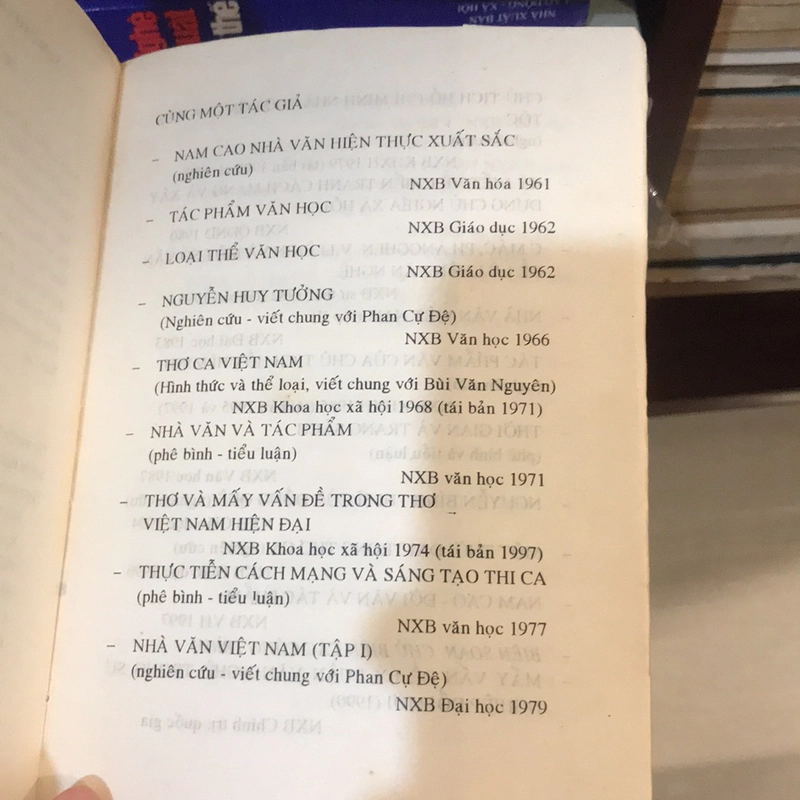 CÙNG MỘT TÁC GIẢ
- NAM CAO NHÀ VĂN HIỆN THỰC XUẤT SẮC
(nghiên cứu)
NXB Văn hóa 1961
- TÁC PHẨM VĂN HỌC
NXB Giáo dục 1962
- LOẠI THỂ VĂN HỌC
NXB Giáo dục 1962
- NGUYỄN HUY TƯỞNG
(Nghiên cứu - viết chung với Phan Cự Đệ)
NXB Văn học 1966
- THƠ CA VIỆT NAM
(Hình thức và thể loại, viết chung với Bùi Văn Nguyên)
NXB Khoa học xã hội 1968 (tái bản 1971)
- NHÀ VĂN VÀ TÁC PHẨM
(phê bình - tiểu luận)
NXB văn học 1971
- THƠ VÀ MẤY VẤN ĐỀ TRONG THƠ
VIỆT NAM HIỆN ĐẠI
NXB Khoa học xã hội 1974 (tái bản 1997)
- THỰC TIỄN CÁCH MẠNG VÀ SÁNG TẠO THI CA
(phê bình - tiểu luận)
NXB văn học 1977
- NHÀ VĂN VIỆT NAM (TẬP I)
(nghiên cứu - viết chung với Phan Cự Đệ)
NXB Đại học 1979